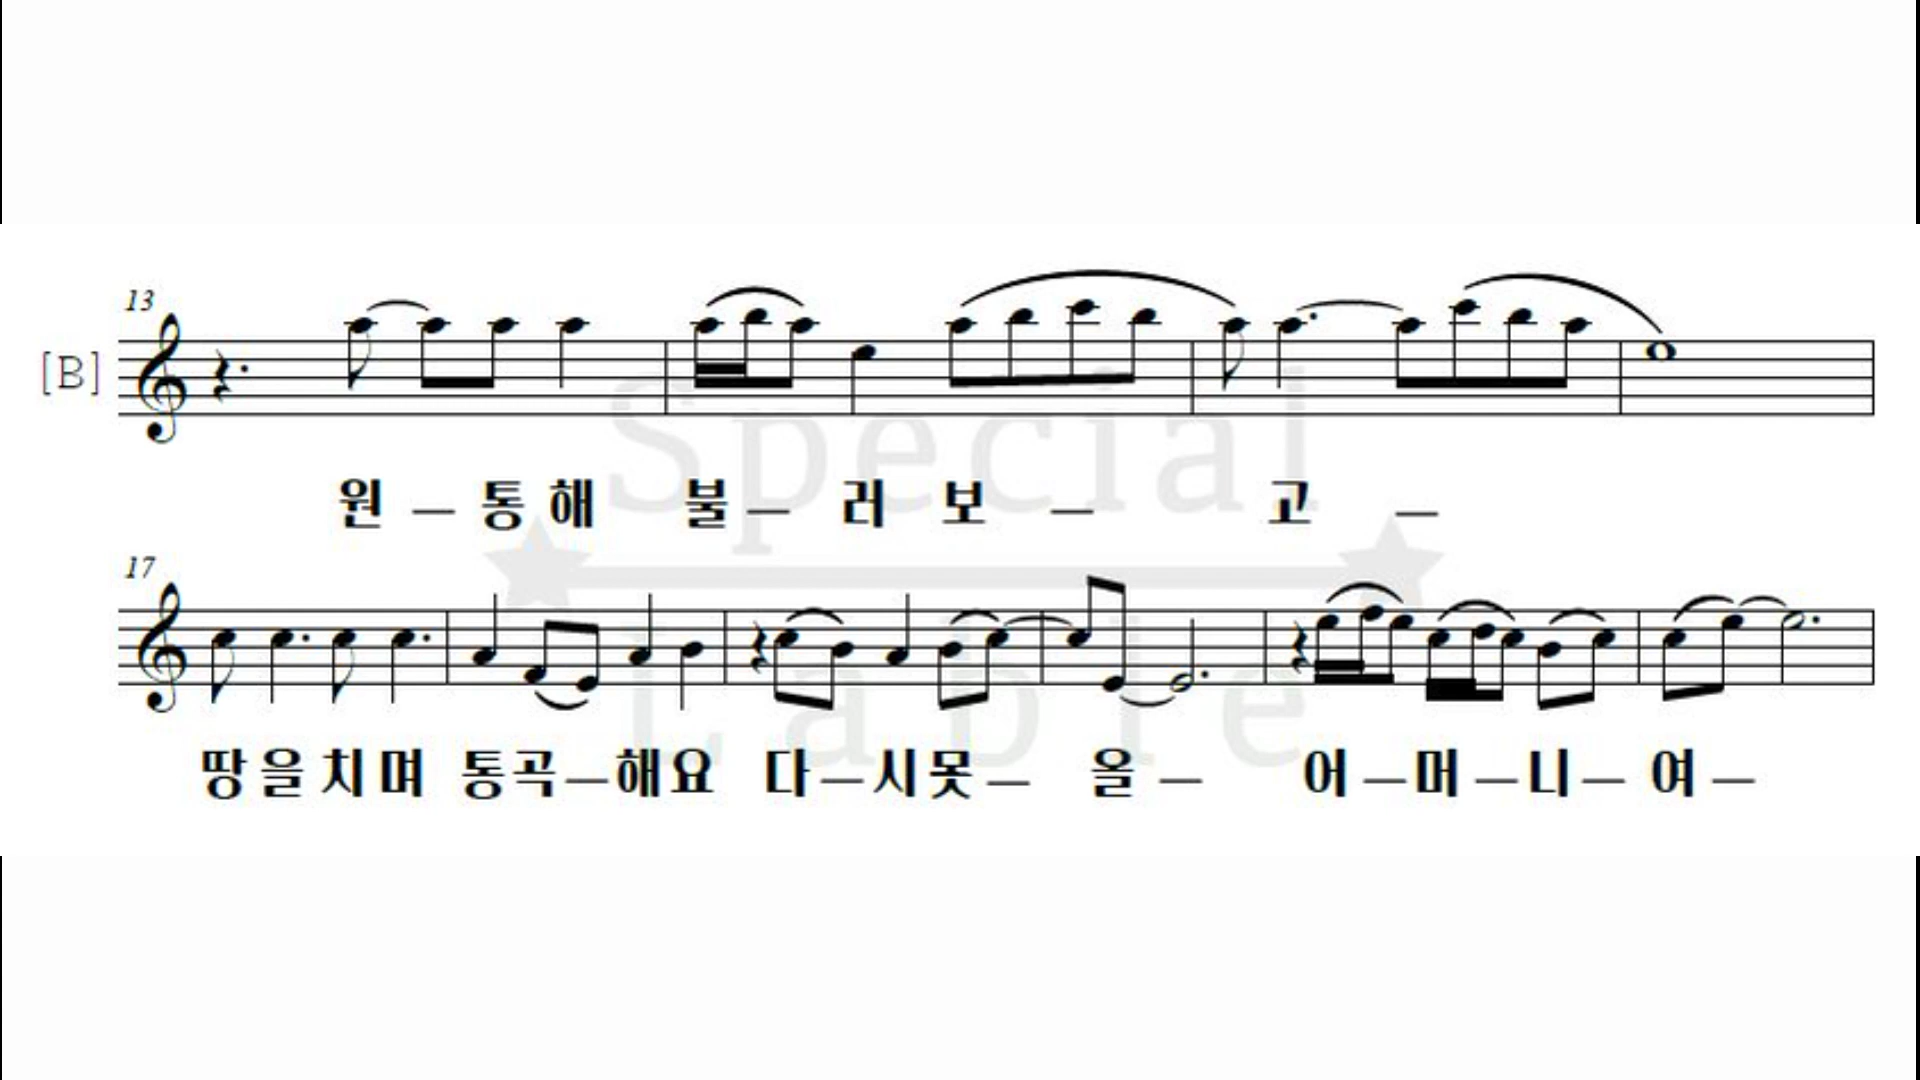 13
[B]
Special
원 – 통 해 불 – 러 보 – 고 –
17
Lable
땅 을 치 며 통 곡 – 해 요 다 – 시 못 – 올 – 어 – 머 – 니 – 여 –